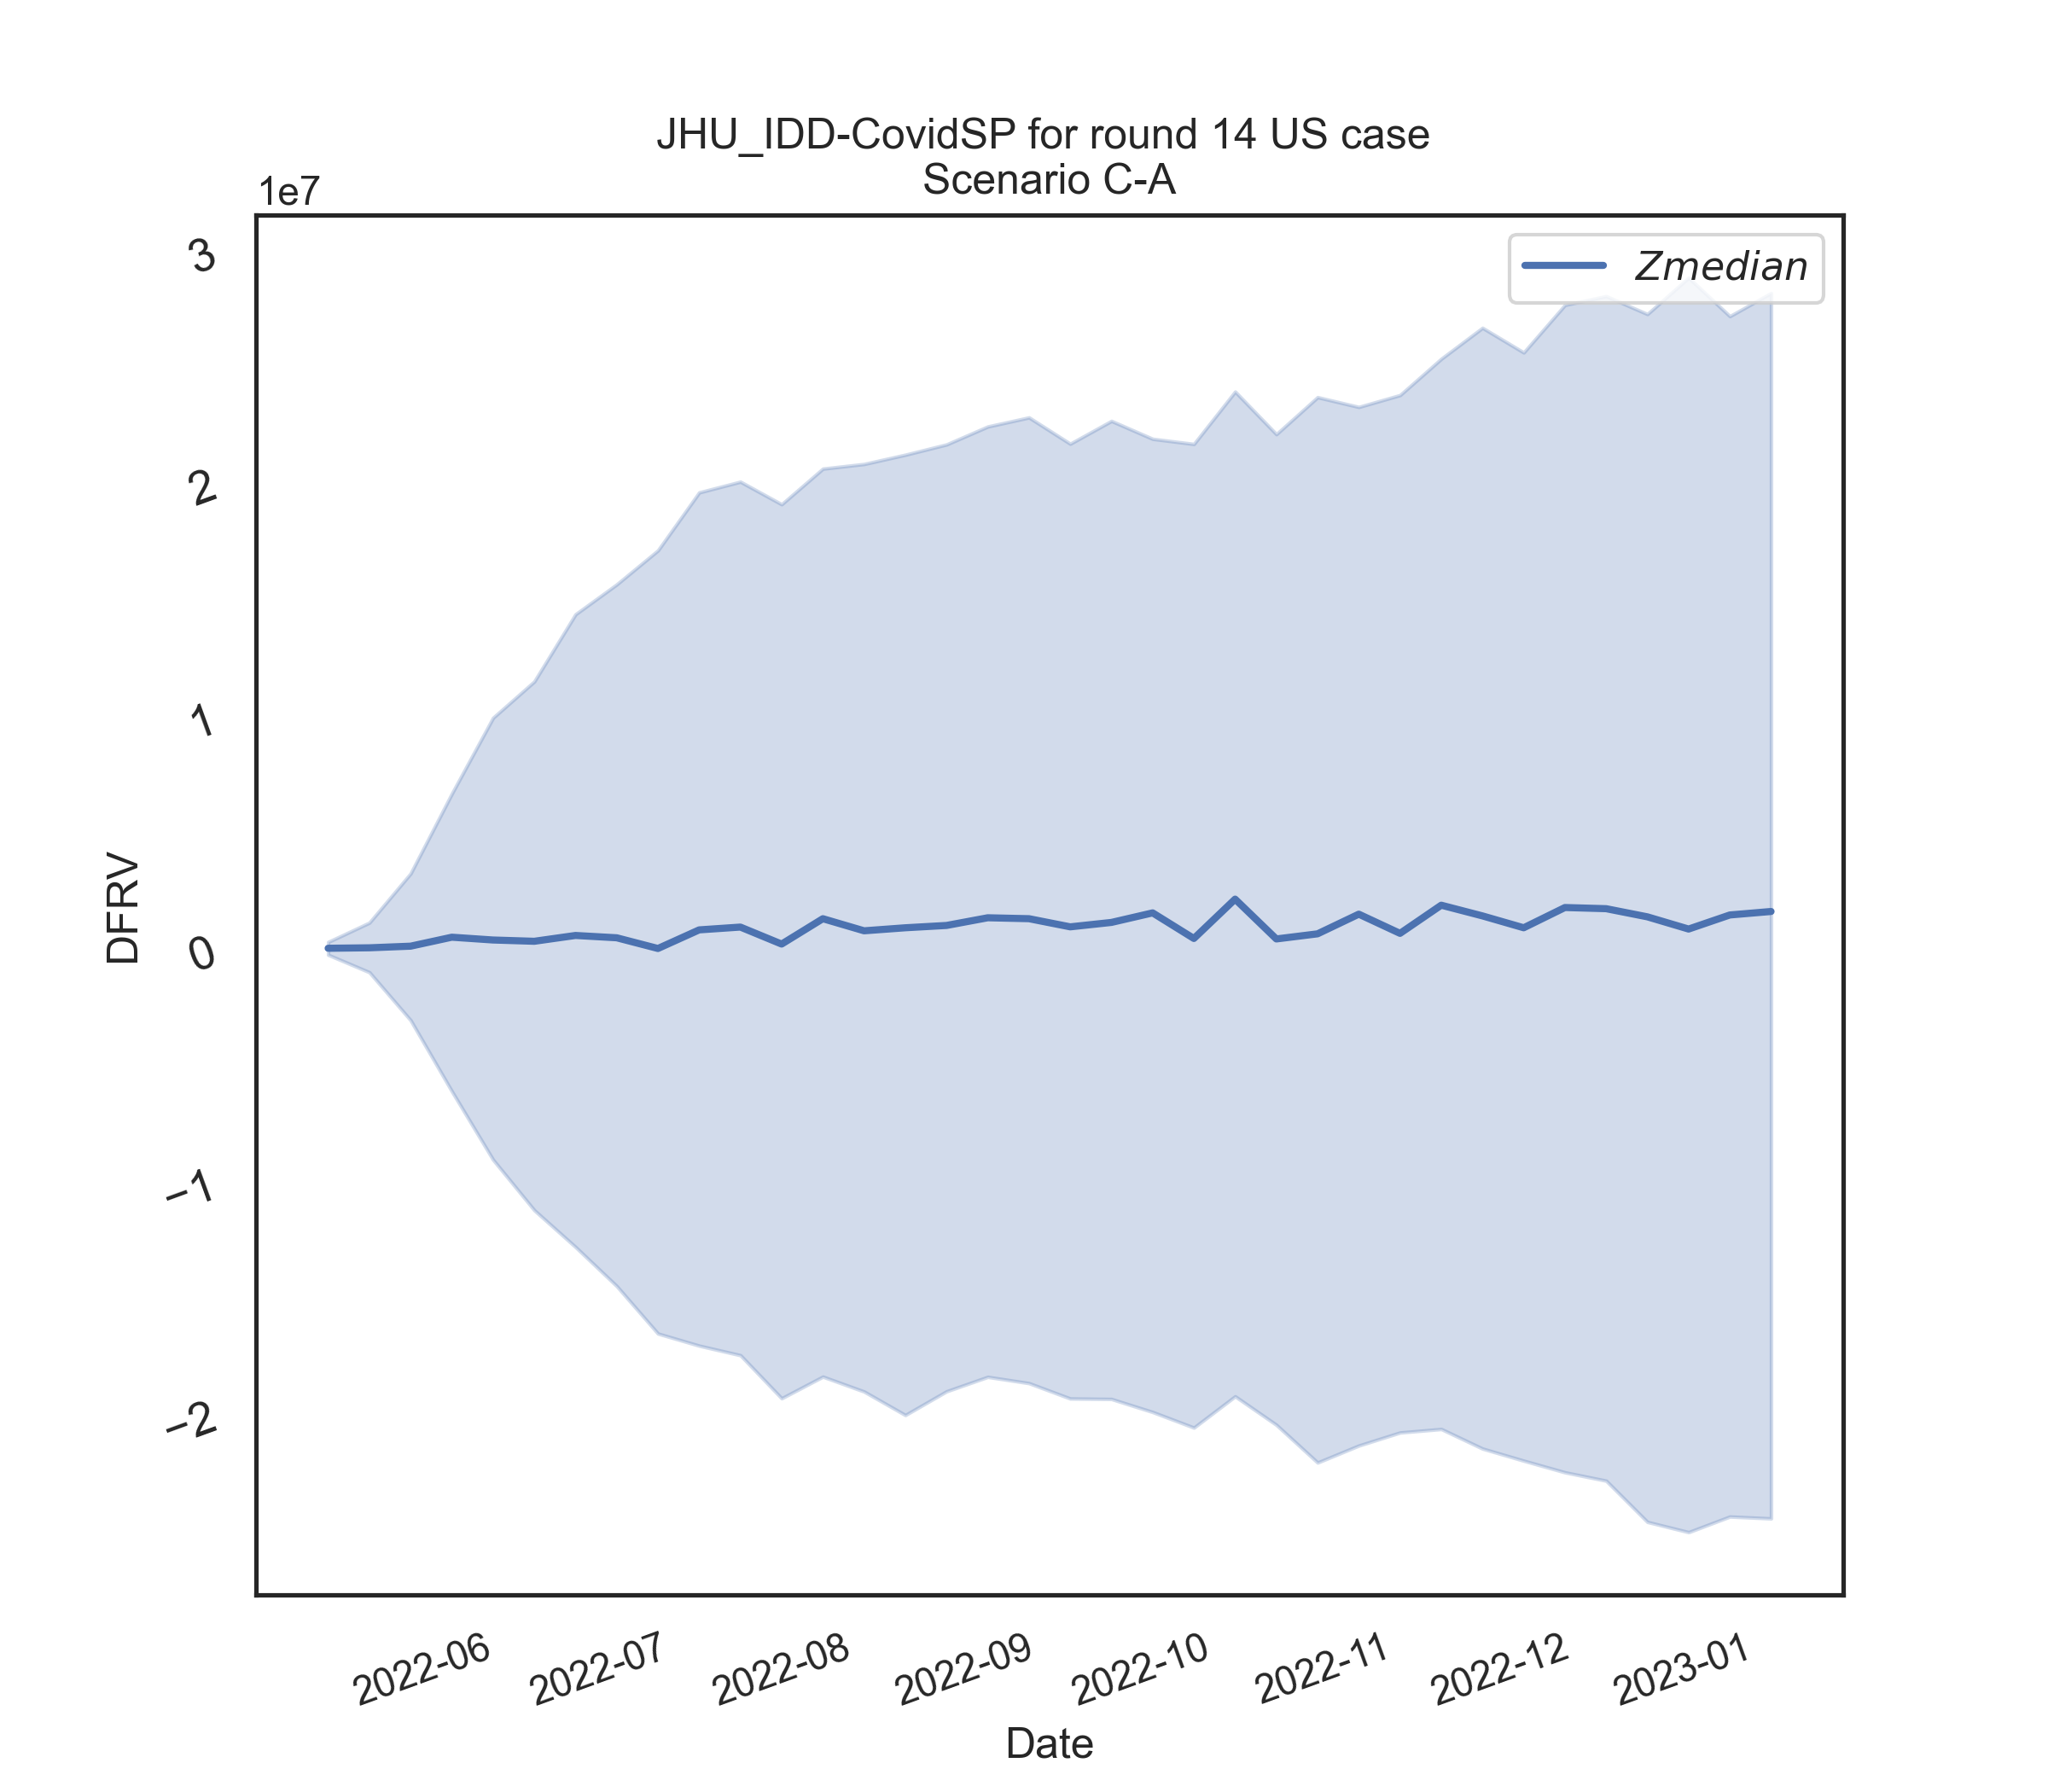 JHU_IDD-CovidSP for round 14 US case
Scenario C-A
1e7
Zmedian
3
2
1
0
-1
-2
DFRV
2022-06
2022-07
2022-08
2022-09
2022-10
2022-11
2022-12
2023-01
Date